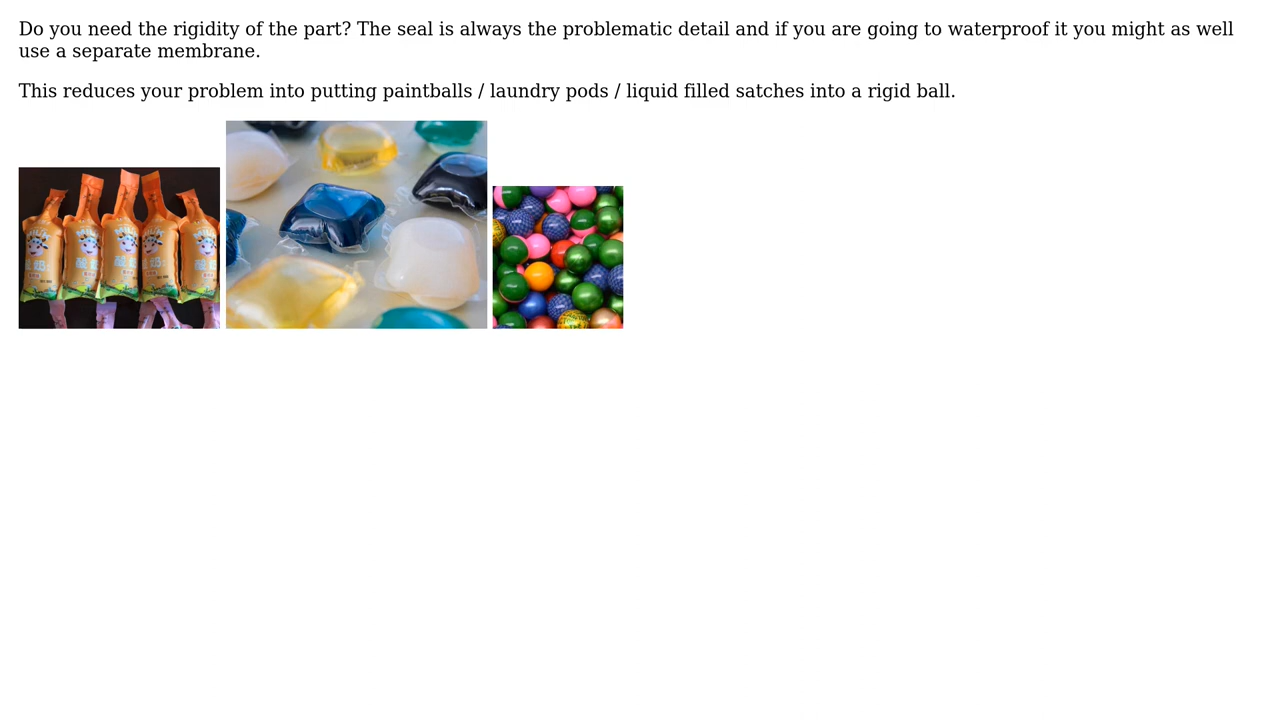 Do you need the rigidity of the part? The seal is always the problematic detail and if you are going to waterproof it you might as well
use a separate membrane.
This reduces your problem into putting paintballs / laundry pods / liquid filled satches into a rigid ball.